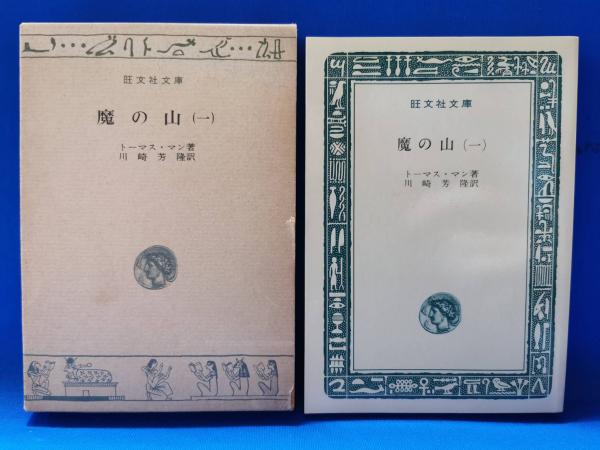 旺文社文庫
魔の山(一)
トーマス・マン著
川崎芳隆訳
旺文社文庫
魔の山(一)
トーマス・マン著
川崎芳隆訳